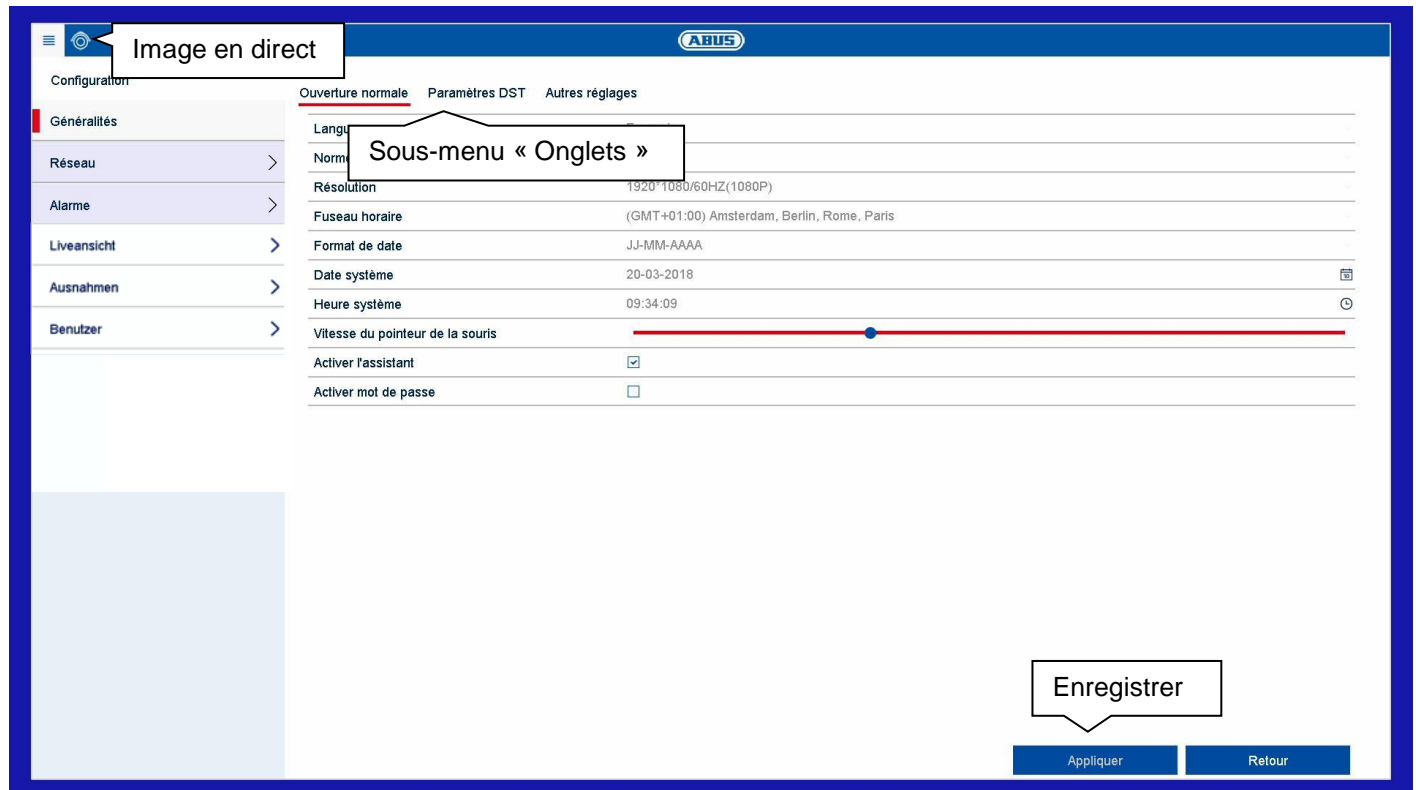 Image en direct
ABUS
Configuration
Ouverture normale Paramètres DST Autres réglages
Généralités
Réseau
Alarme
Liveansicht
Ausnahmen
Benutzer
Sous-menu « Onglets »
Résolution 1920*1080/60HZ(1080P)
Fuseau horaire (GMT+01:00) Amsterdam, Berlin, Rome, Paris
Format de date JJ-MM-AAAA
Date système 20-03-2018
Heure système 09:34:09
Vitesse du pointeur de la souris
Activer l'assistant
Activer mot de passe
Enregistrer
Appliquer Retour